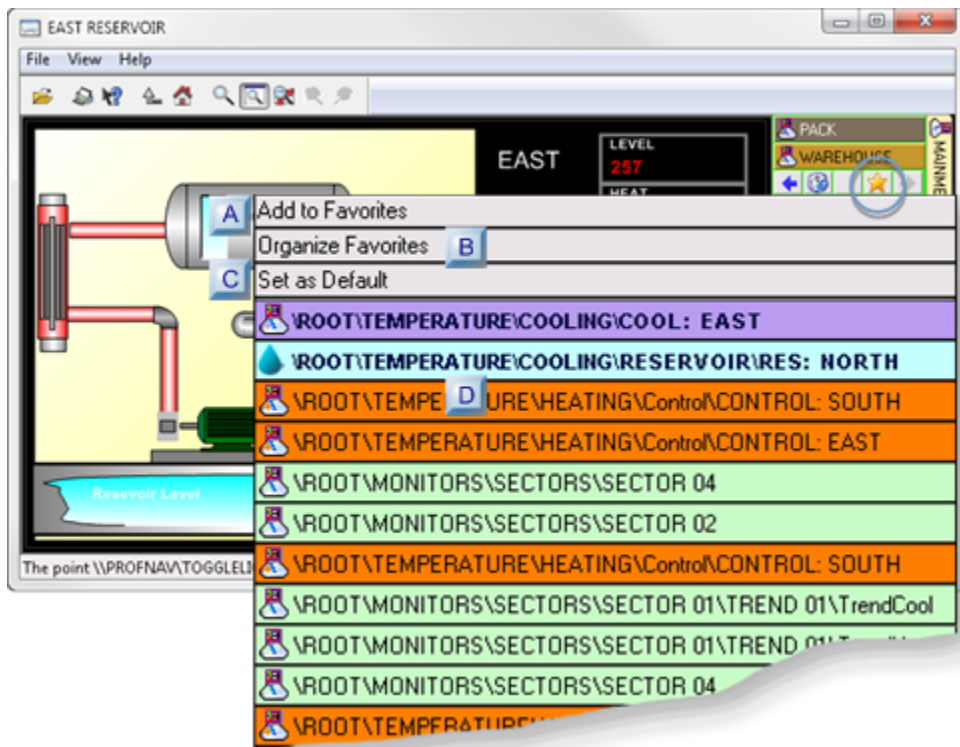 EAST RESERVOIR
File View Help
EAST
LEVEL
257
HEAT
PACK
WAREHOUSE
A
Add to Favorites
Organize Favorites
B
C
Set as Default
\ROOT\TEMPERATURE\COOLING\COOL: EAST
\ROOT\TEMPERATURE\COOLING\RESERVOIR\RES: NORTH
D
\ROOT\TEMPE URE\HEATING\Control\CONTROL: SOUTH
\ROOT\TEMPERATURE\HEATING\Control\CONTROL: EAST
\ROOT\MONITORS\SECTORS\SECTOR 04
Resevoir Level
\ROOT\MONITORS\SECTORS\SECTOR 02
The point \\PROFNAV\TOGGLELI
\ROOT\TEMPERATURE\HEATING\Control\CONTROL: SOUTH
\ROOT\MONITORS\SECTORS\SECTOR 01\TREND 01\TrendCool
\ROOT\MONITORS\SECTORS\SECTOR 01\TREND 01\
\ROOT\MONITORS\SECTORS\SECTOR 04
\ROOT\TEMPERATURE\